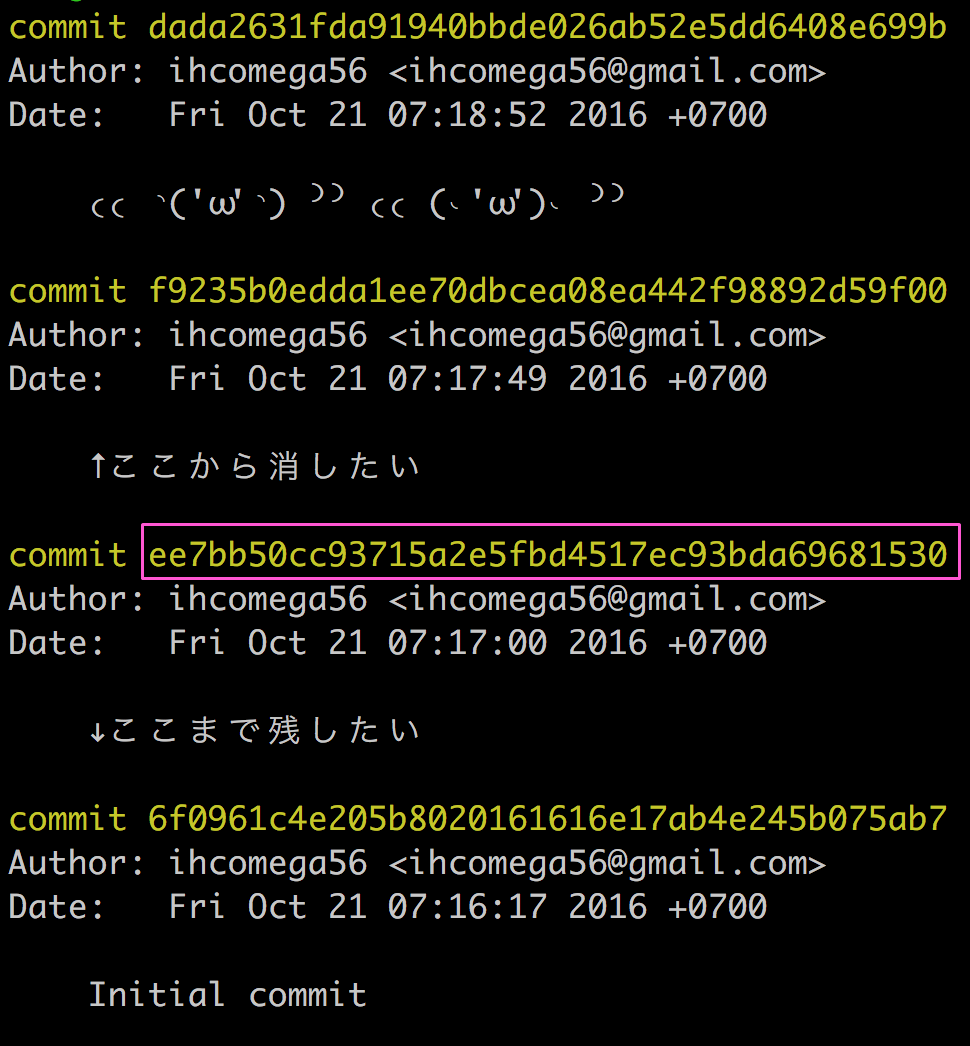 commit dada2631fda91940bbde026ab52e5dd6408e699b
Author: ihcomega56 <ihcomega56@gmail.com>
Date:   Fri Oct 21 07:18:52 2016 +0700
₍₍ ◝('ω'◝) ⁾⁾ ₍₍ (◟'ω')◟ ⁾⁾
commit f9235b0edda1ee70dbcea08ea442f98892d59f00
Author: ihcomega56 <ihcomega56@gmail.com>
Date:   Fri Oct 21 07:17:49 2016 +0700
↑ここから消したい
commit ee7bb50cc93715a2e5fbd4517ec93bda69681530
Author: ihcomega56 <ihcomega56@gmail.com>
Date:   Fri Oct 21 07:17:00 2016 +0700
↓ここまで残したい
commit 6f0961c4e205b8020161616e17ab4e245b075ab7
Author: ihcomega56 <ihcomega56@gmail.com>
Date:   Fri Oct 21 07:16:17 2016 +0700
Initial commit